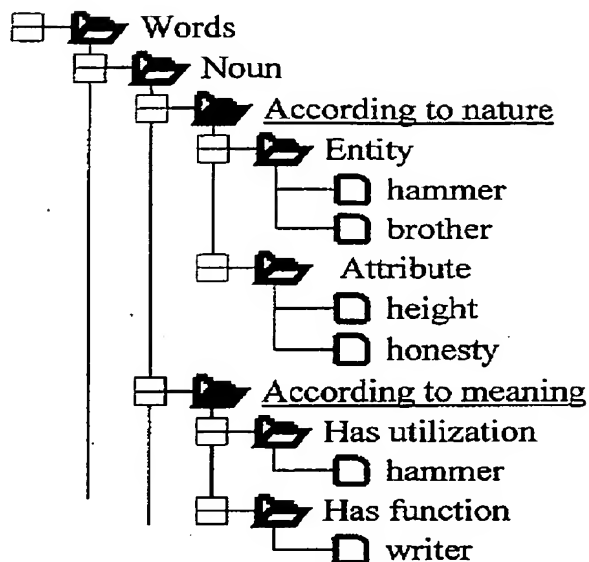 Words
Noun
According to nature
Entity
hammer
brother
Attribute
height
honesty
According to meaning
Has utilization
hammer
Has function
writer